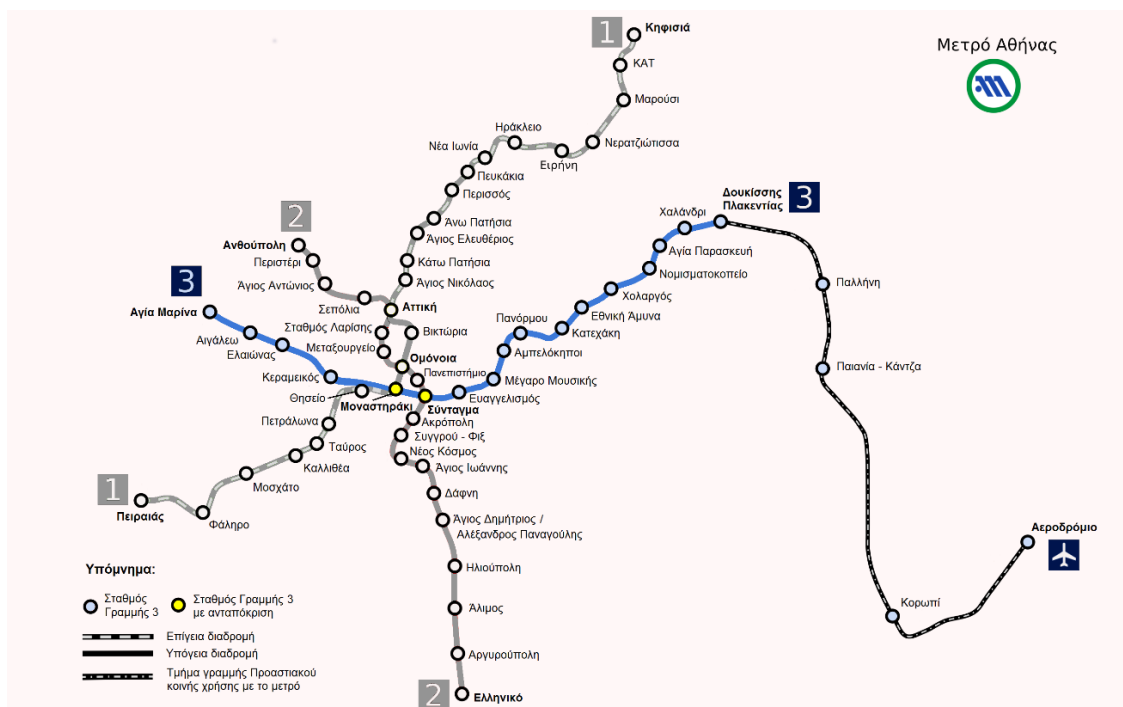 1
Κηφισιά
Μετρό Αθήνας
ΚΑΤ
Μαρούσι
Ηράκλειο
Νερατζιώτισσα
Νέα Ιωνία
Ειρήνη
Πευκάκια
Περισσός
Δουκίσσης
Πλακεντίας
3
Χαλάνδρι
2
Άνω Πατήσια
Άγιος Ελευθέριος
Ανθούπολη
Αγία Παρασκευή
Περιστέρι
Κάτω Πατήσια
Νομισματοκοπείο
3
Άγιος Αντώνιος
Άγιος Νικόλαος
Παλλήνη
Χολαργός
Σεπόλια
Αττική
Αγία Μαρίνα
Εθνική Άμυνα
Πανόρμου
Σταθμός Λαρίσης
Βικτώρια
Κατεχάκη
Αιγάλεω
Ελαιώνας
Μεταξουργείο
Αμπελόκηποι
Ομόνοια
Παιανία - Κάντζα
Πανεπιστήμιο
Κεραμεικός
Μέγαρο Μουσικής
Θησείο
Ευαγγελισμός
Μοναστηράκι
Σύνταγμα
Ακρόπολη
Πετράλωνα
Συγγρού - Φιξ
Ταύρος
Νέος Κόσμος
Καλλιθέα
Άγιος Ιωάννης
Μοσχάτο
1
Δάφνη
Πειραιάς
Φάληρο
Άγιος Δημήτριος /
Αλέξανδρος Παναγούλης
Αεροδρόμιο
Υπόμνημα:
Ηλιούπολη
Σταθμός
Γραμμής 3
Σταθμός Γραμμής 3
με ανταπόκριση
Άλιμος
Κορωπί
Επίγεια διαδρομή
Υπόγεια διαδρομή
Αργυρούπολη
Τμήμα γραμμής Προαστιακού
κοινής χρήσης με το μετρό
2
Ελληνικό